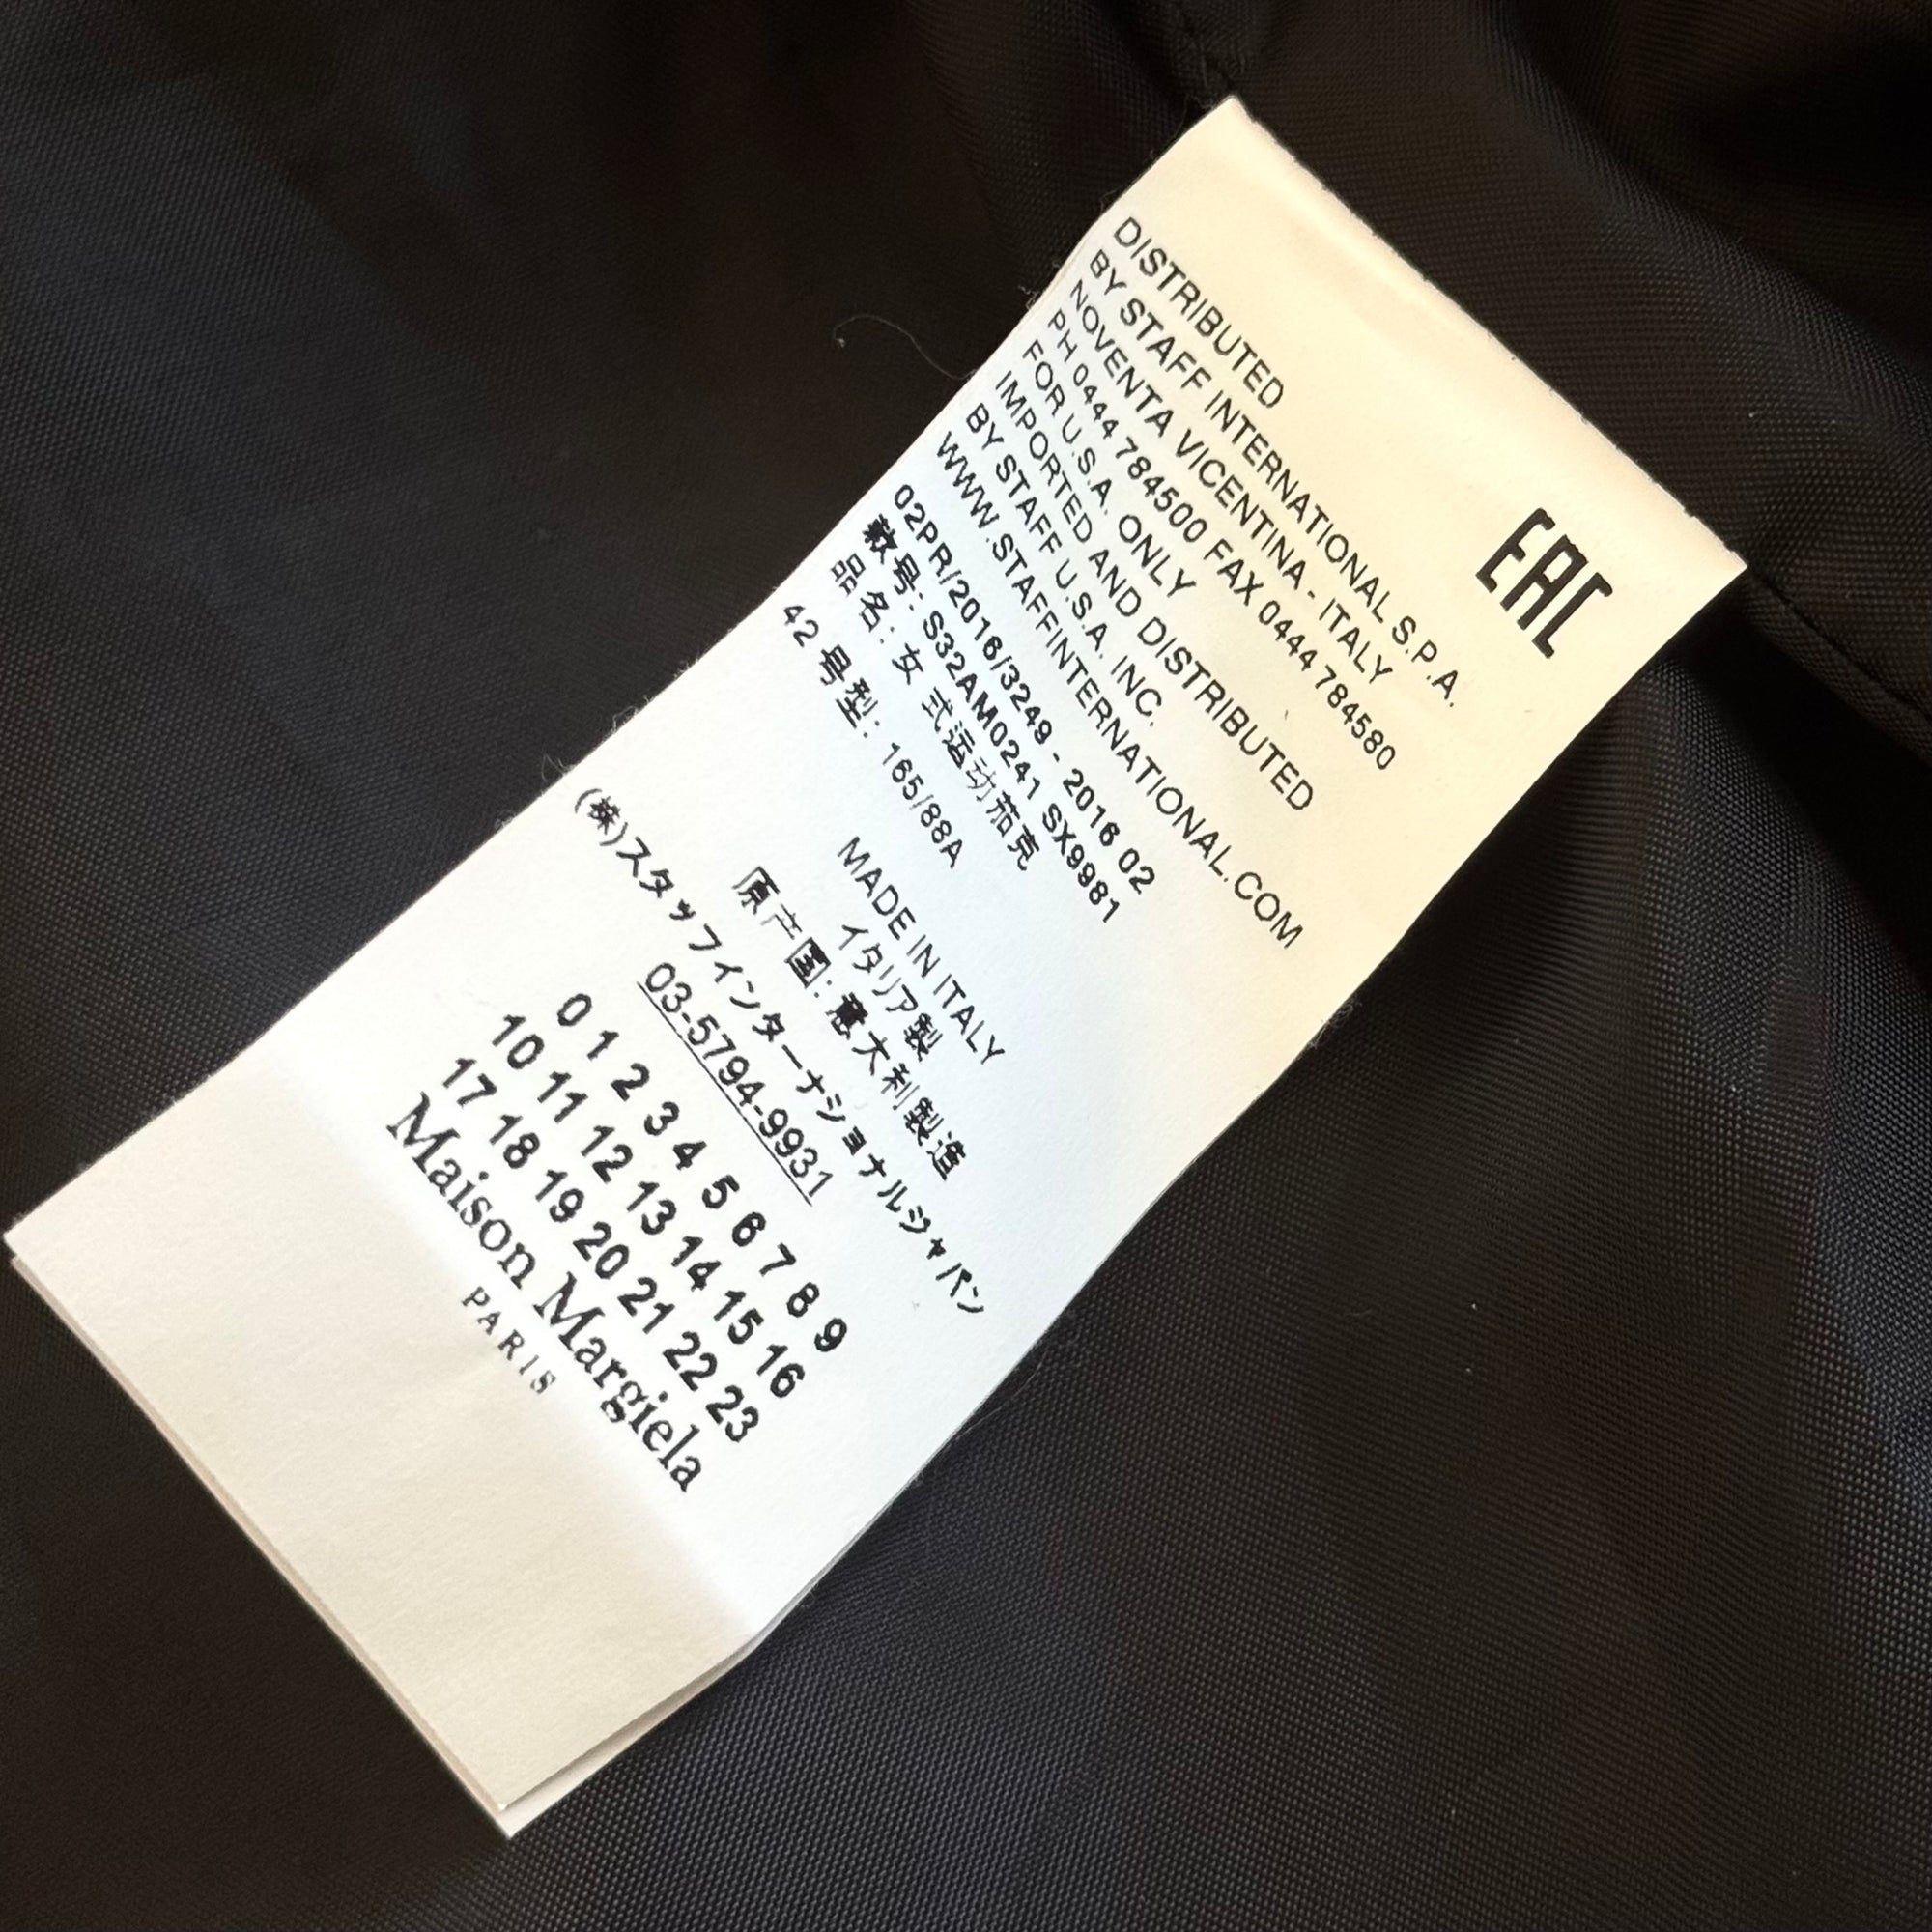 EAC
DISTRIBUTED
BY STAFF INTERNATIONAL S.P.A.
NOVENTA VICENTINA - ITALY
PH 0444 784500 FAX 0444 784580
FOR U.S.A. ONLY
IMPORTED AND DISTRIBUTED
BY STAFF U.S.A. INC.
WWW.STAFFINTERNATIONAL.COM
02PR/2016/3249 - 2016 02
款号: S32AM0241 SX9981
品名: 女 式运动茄克
42 号型: 165/88A
MADE IN ITALY
イタリア製
原产国: 意大利製造
(株)スタッフインターナショナルジャパン
03-5794-9931
0 1 2 3 4 5 6 7 8 9
10 11 12 13 14 15 16
17 18 19 20 21 22 23
Maison Margiela
PARIS